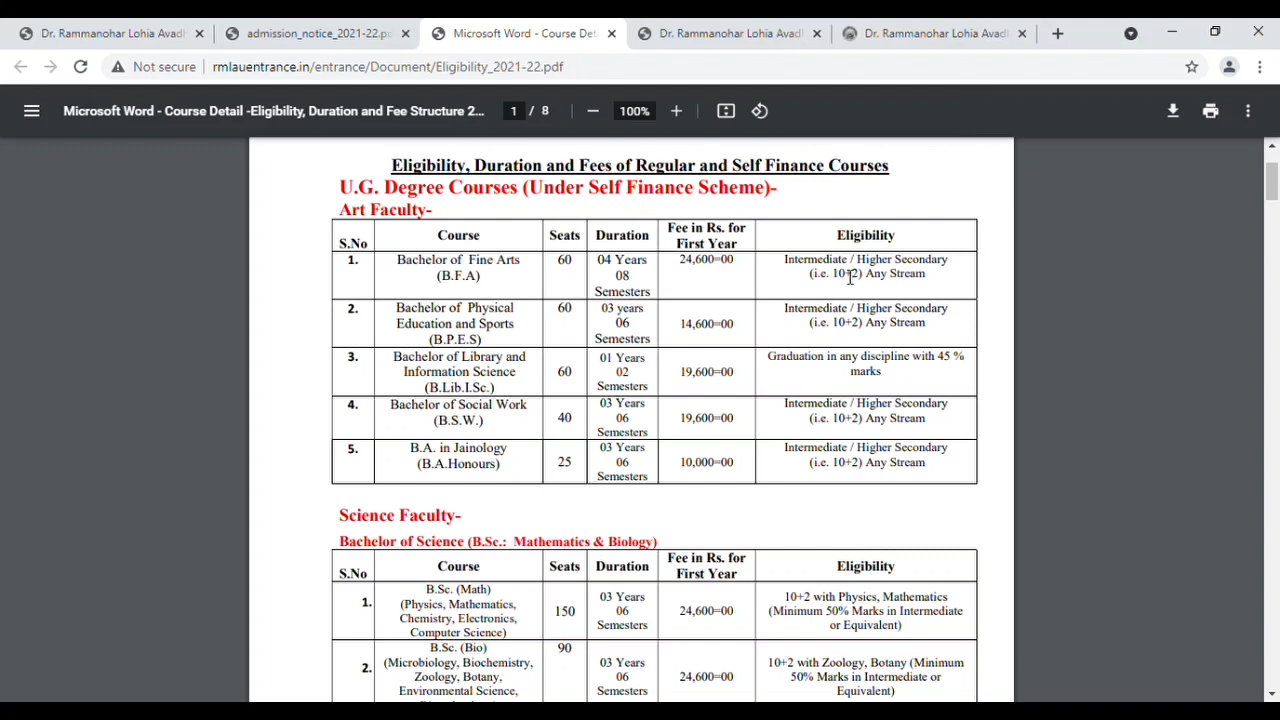 Dr. Rammanohar Lohia Avadh
admission_notice_2021-22.pd
Microsoft Word - Course Det
Dr. Rammanohar Lohia Avadh
Dr. Rammanohar Lohia Avadh
Not secure rmlauentrance.in/entrance/Document/Eligibility_2021-22.pdf
Microsoft Word - Course Detail -Eligibility, Duration and Fee Structure 2... 1 / 8 100%
Eligibility, Duration and Fees of Regular and Self Finance Courses
U.G. Degree Courses (Under Self Finance Scheme)-
Art Faculty-
S.No Course Seats Duration Fee in Rs. for First Year Eligibility
1. Bachelor of Fine Arts 60 04 Years 24,600=00 Intermediate / Higher Secondary
(B.F.A) 08 (i.e. 10+2) Any Stream
Semesters
2. Bachelor of Physical 60 03 years Intermediate / Higher Secondary
Education and Sports 06 14,600=00 (i.e. 10+2) Any Stream
(B.P.E.S) Semesters
3. Bachelor of Library and 01 Years Graduation in any discipline with 45 %
Information Science 60 02 19,600=00 marks
(B.Lib.I.Sc.) Semesters
4. Bachelor of Social Work 03 Years Intermediate / Higher Secondary
(B.S.W.) 40 06 19,600=00 (i.e. 10+2) Any Stream
Semesters
5. B.A. in Jainology 03 Years Intermediate / Higher Secondary
(B.A.Honours) 25 06 10,000=00 (i.e. 10+2) Any Stream
Semesters
Science Faculty-
Bachelor of Science (B.Sc.: Mathematics & Biology)
S.No Course Seats Duration Fee in Rs. for First Year Eligibility
1. B.Sc. (Math) 03 Years 10+2 with Physics, Mathematics
(Physics, Mathematics, 150 06 24,600=00 (Minimum 50% Marks in Intermediate
Chemistry, Electronics, Semesters or Equivalent)
Computer Science)
2. B.Sc. (Bio) 90
(Microbiology, Biochemistry, 03 Years 10+2 with Zoology, Botany (Minimum
Zoology, Botany, 06 24,600=00 50% Marks in Intermediate or
Environmental Science, Semesters Equivalent)